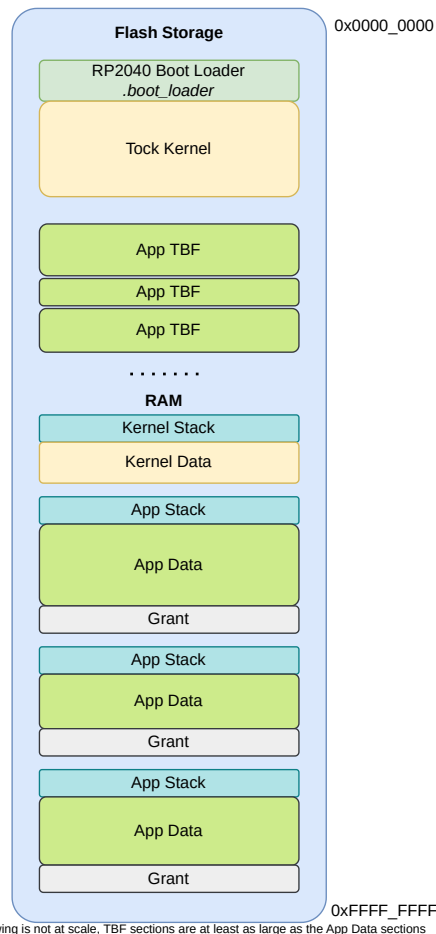 Flash Storage
0x0000_0000
RP2040 Boot Loader
.boot_loader
Tock Kernel
App TBF
App TBF
App TBF
.......
RAM
Kernel Stack
Kernel Data
App Stack
App Data
Grant
App Stack
App Data
Grant
App Stack
App Data
Grant
0xFFFF_FFFF
is not at scale, TBF sections are at least as large as the App Data sections